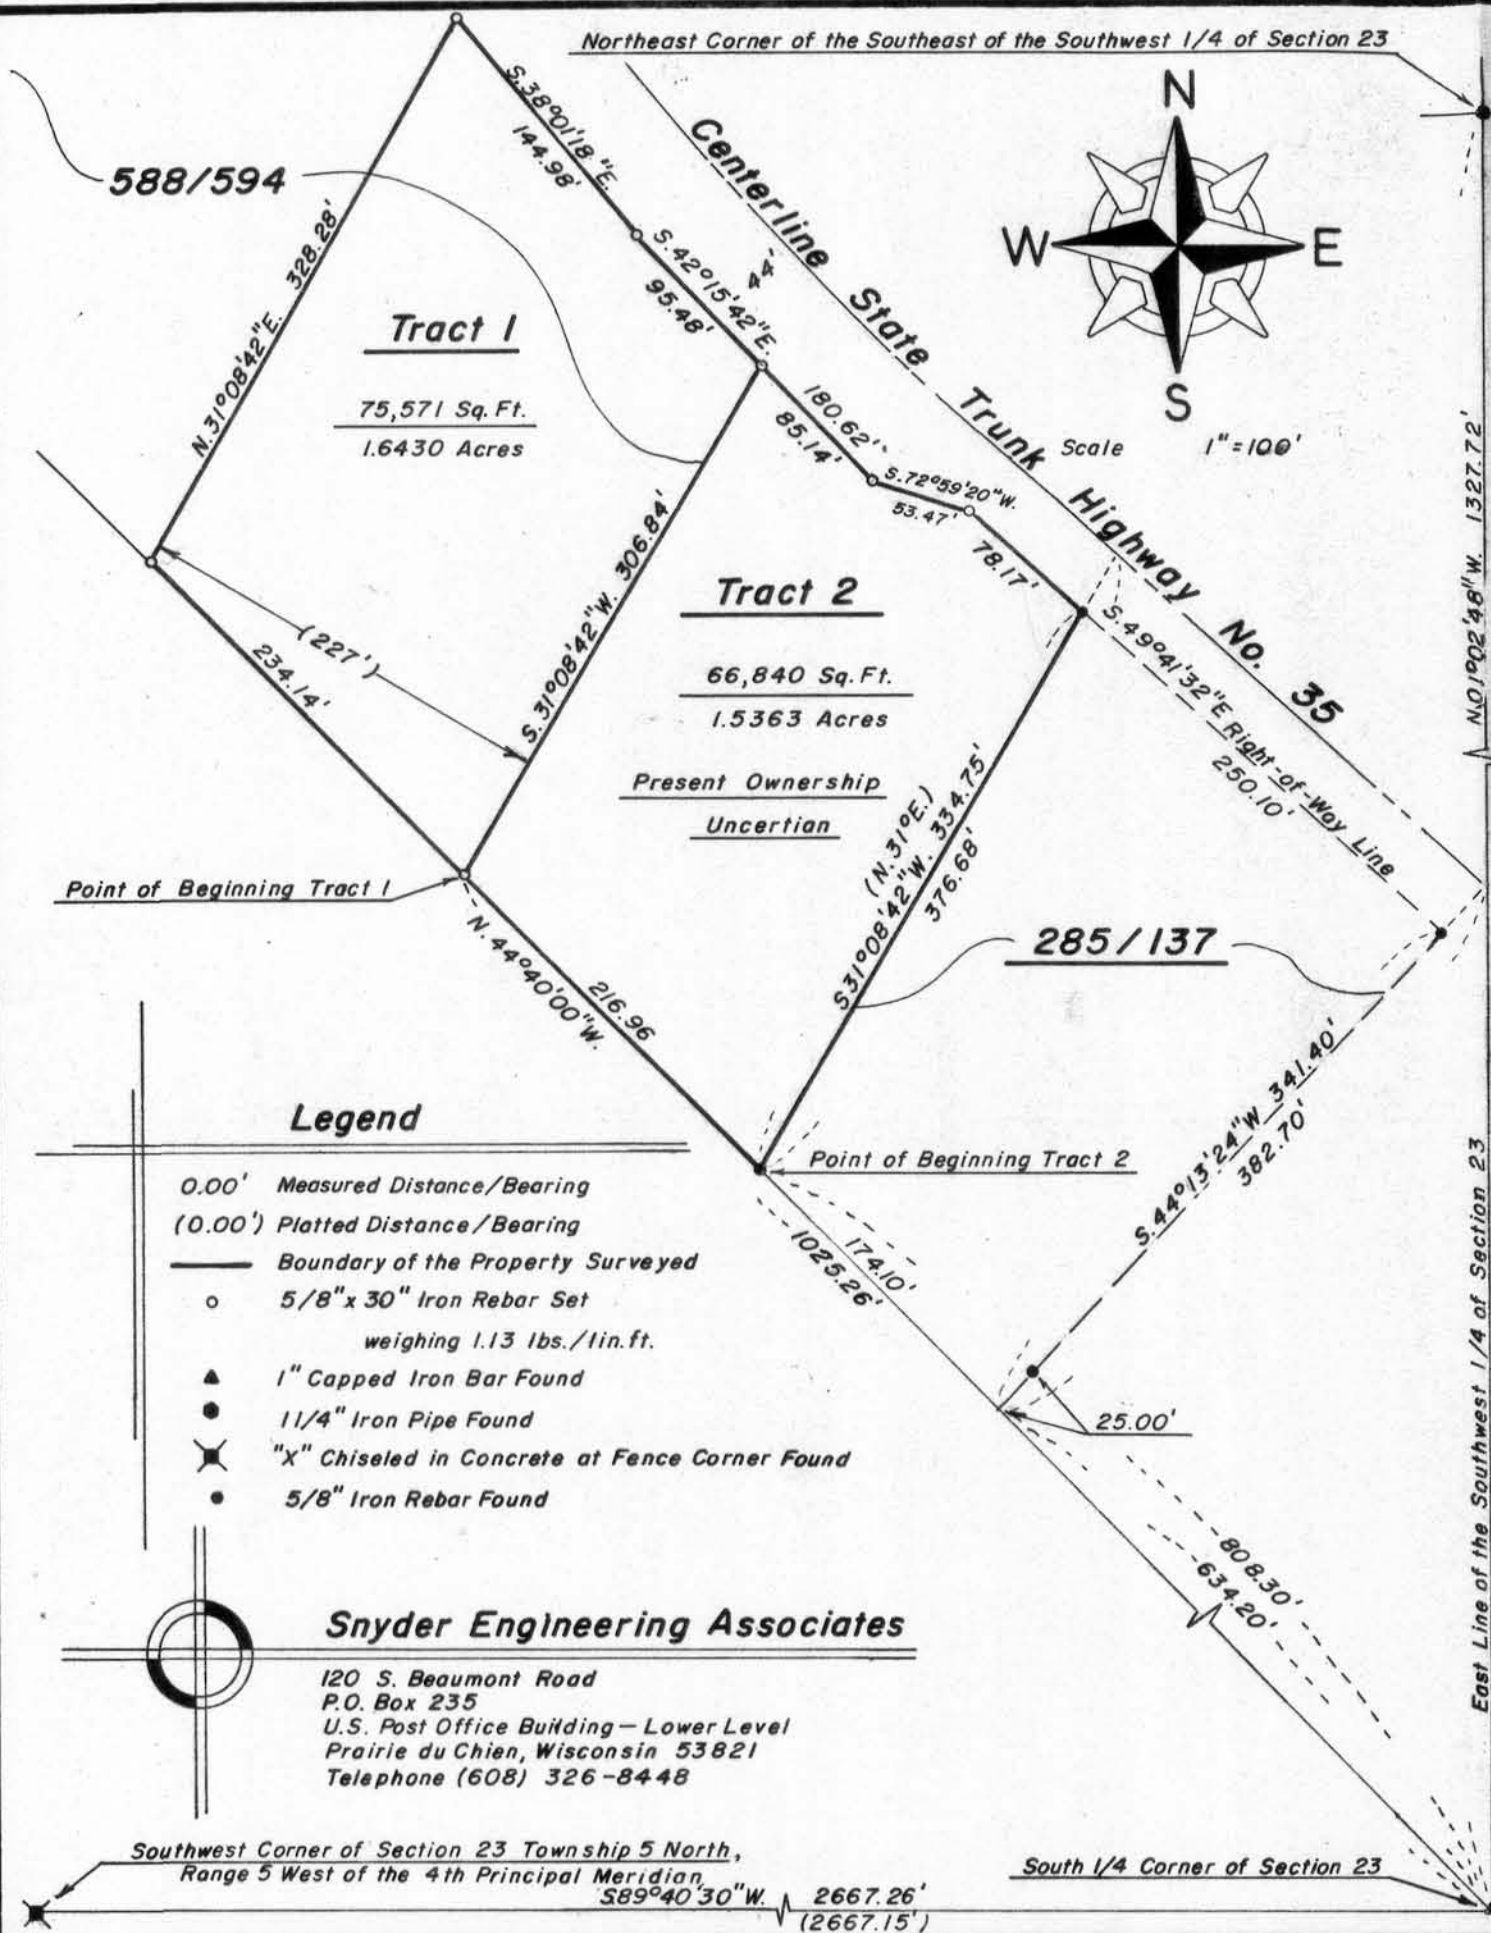 Northeast Corner of the Southeast of the Southwest 1/4 of Section 23
N
W
E
S
Scale 1"=100'
588/594
S.38°01'18"E.
144.98'
S.42°15'42"E.
95.48'
44'
Centerline State Trunk Highway No. 35
N.31°08'42"E. 328.28'
Tract 1
75,571 Sq. Ft.
1.6430 Acres
180.62'
85.14'
S.72°59'20"W.
53.47'
78.17'
S.31°08'42"W. 306.84'
(227')
234.14'
Tract 2
66,840 Sq. Ft.
1.5363 Acres
Present Ownership
Uncertian
S.49°41'32"E Right-of-Way Line
250.10'
N.01°02'48"W. 1327.72'
(N.31°E.)
S31°08'42"W. 334.75'
376.68'
285/137
Point of Beginning Tract 1
N.44°40'00"W.
216.96
Point of Beginning Tract 2
S.44°13'24"W 341.40'
382.70'
174.10'
1025.26'
25.00'
808.30'
634.20'
East Line of the Southwest 1/4 of Section 23
Legend
0.00' Measured Distance/Bearing
(0.00') Platted Distance/Bearing
Boundary of the Property Surveyed
5/8"x 30" Iron Rebar Set
weighing 1.13 lbs./lin.ft.
1" Capped Iron Bar Found
1 1/4" Iron Pipe Found
"X" Chiseled in Concrete at Fence Corner Found
5/8" Iron Rebar Found
Snyder Engineering Associates
120 S. Beaumont Road
P.O. Box 235
U.S. Post Office Building — Lower Level
Prairie du Chien, Wisconsin 53821
Telephone (608) 326-8448
Southwest Corner of Section 23 Township 5 North,
Range 5 West of the 4th Principal Meridian
South 1/4 Corner of Section 23
S89°40'30"W. 2667.26'
(2667.15')